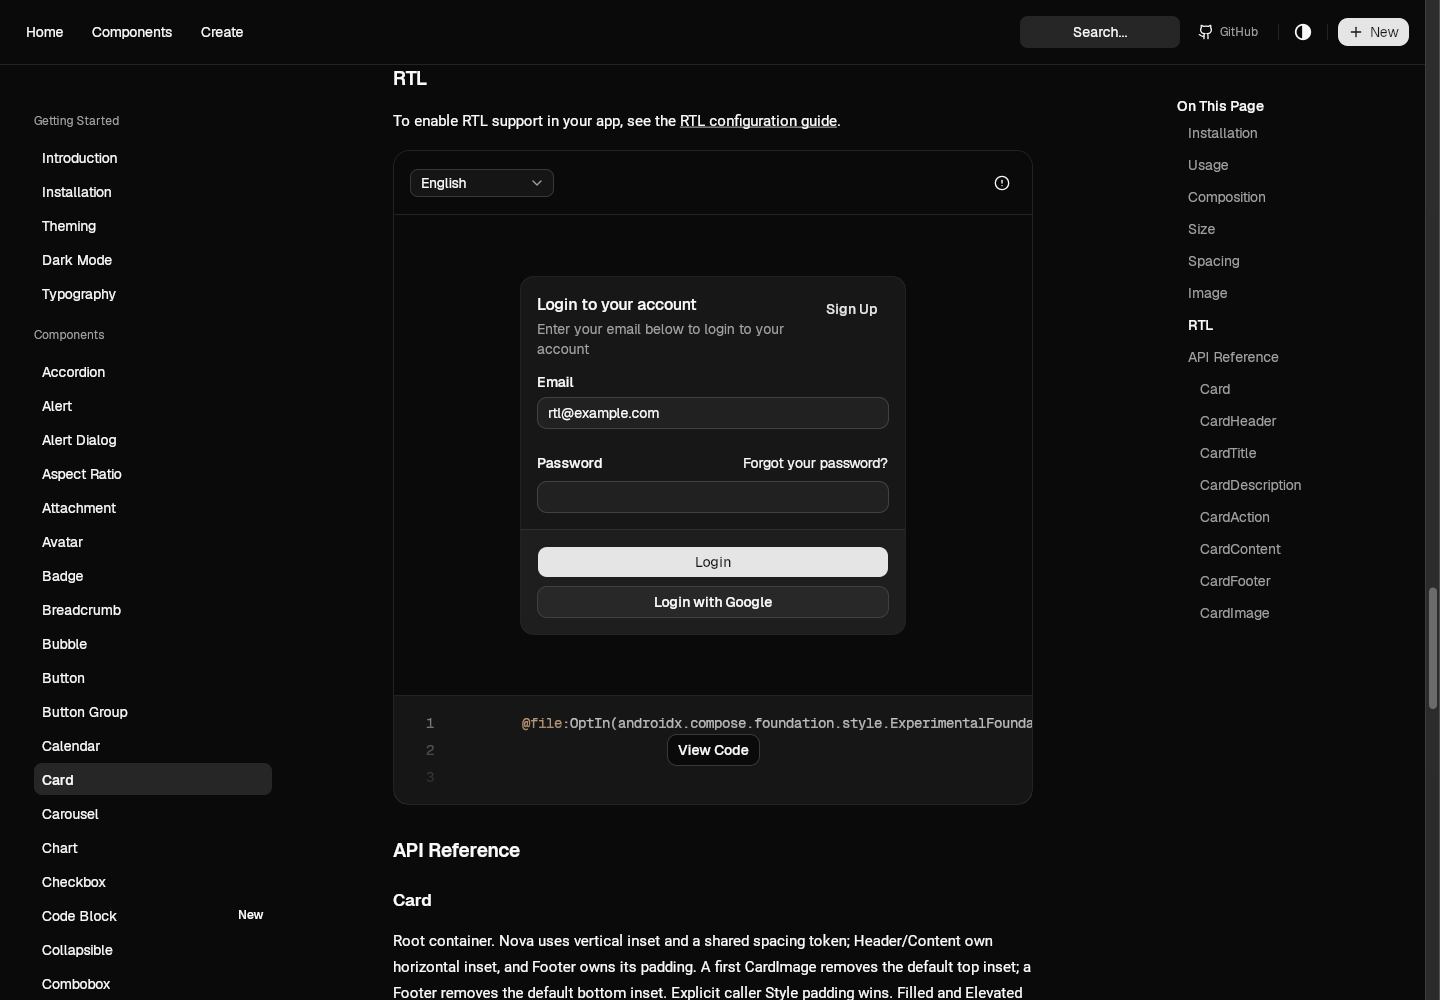 Home
Components
Create
Search...
GitHub
New
Getting Started
Introduction
Installation
Theming
Dark Mode
Typography
Components
Accordion
Alert
Alert Dialog
Aspect Ratio
Attachment
Avatar
Badge
Breadcrumb
Bubble
Button
Button Group
Calendar
Card
Carousel
Chart
Checkbox
Code Block New
Collapsible
Combobox
RTL
To enable RTL support in your app, see the RTL configuration guide.
English
Login to your account
Sign Up
Enter your email below to login to your
account
Email
rtl@example.com
Password
Forgot your password?
Login
Login with Google
1 @file:OptIn(androidx.compose.foundation.style.ExperimentalFounda
2
View Code
3
API Reference
Card
Root container. Nova uses vertical inset and a shared spacing token; Header/Content own
horizontal inset, and Footer owns its padding. A first CardImage removes the default top inset; a
Footer removes the default bottom inset. Explicit caller Style padding wins. Filled and Elevated
On This Page
Installation
Usage
Composition
Size
Spacing
Image
RTL
API Reference
Card
CardHeader
CardTitle
CardDescription
CardAction
CardContent
CardFooter
CardImage